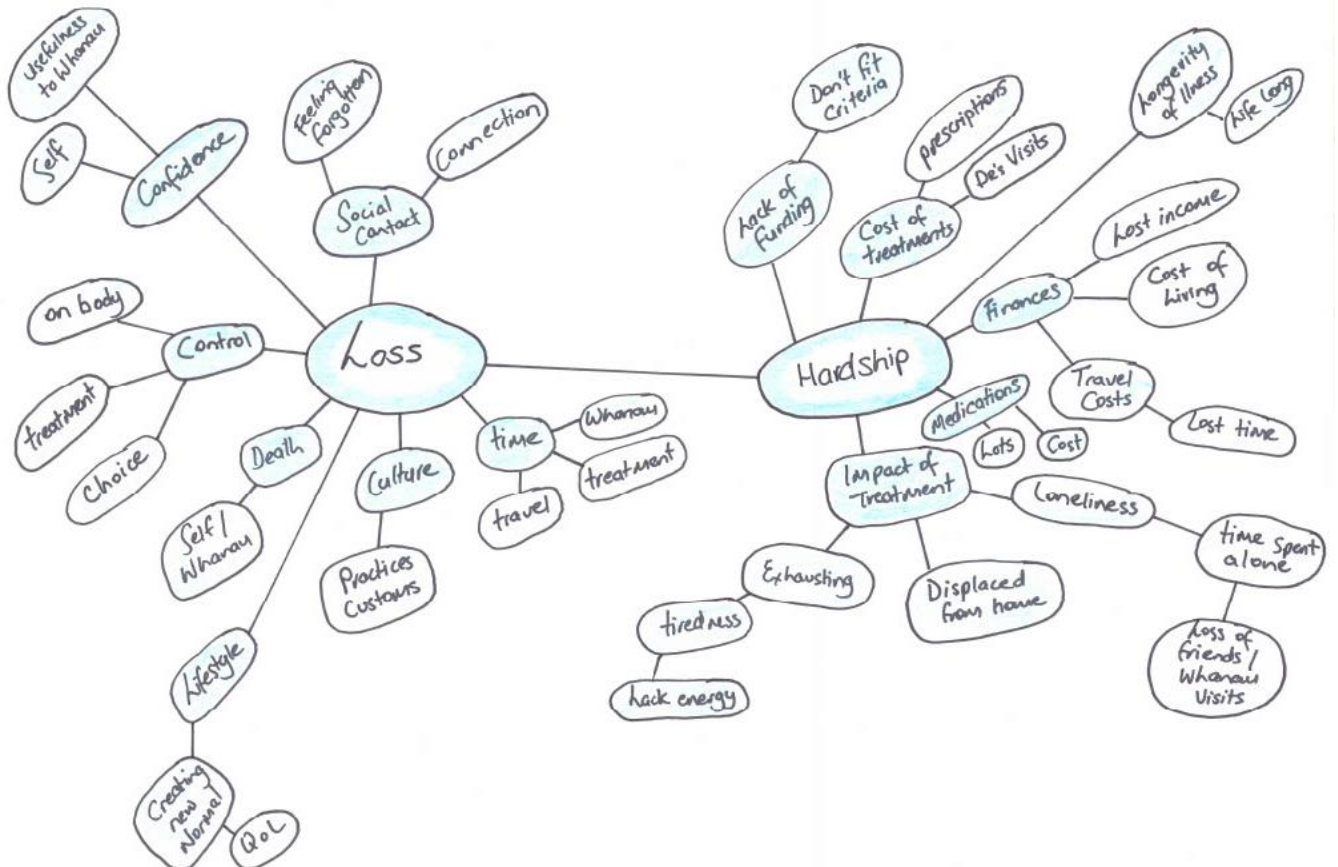 Usefulness
to Whanau
Self
Confidence
Feeling
forgotten
Connection
Social
Contact
on body
Control
treatment
Choice
Loss
Death
Self /
Whanau
Culture
Practices
Customs
time
Whanau
treatment
travel
Lifestyle
Creating
new
Normal
QoL
Hardship
Don't fit
Criteria
Lack of
Funding
prescriptions
Cost of
treatments
Longevity
of Illness
Life Long
Finances
Lost income
Cost of
Living
Travel
Costs
Lost time
Medications
Lots
Cost
Impact of
Treatment
Loneliness
time spent
alone
Loss of
friends /
Whanau
Visits
Exhausting
tiredness
Lack energy
Displaced
from home
Visits